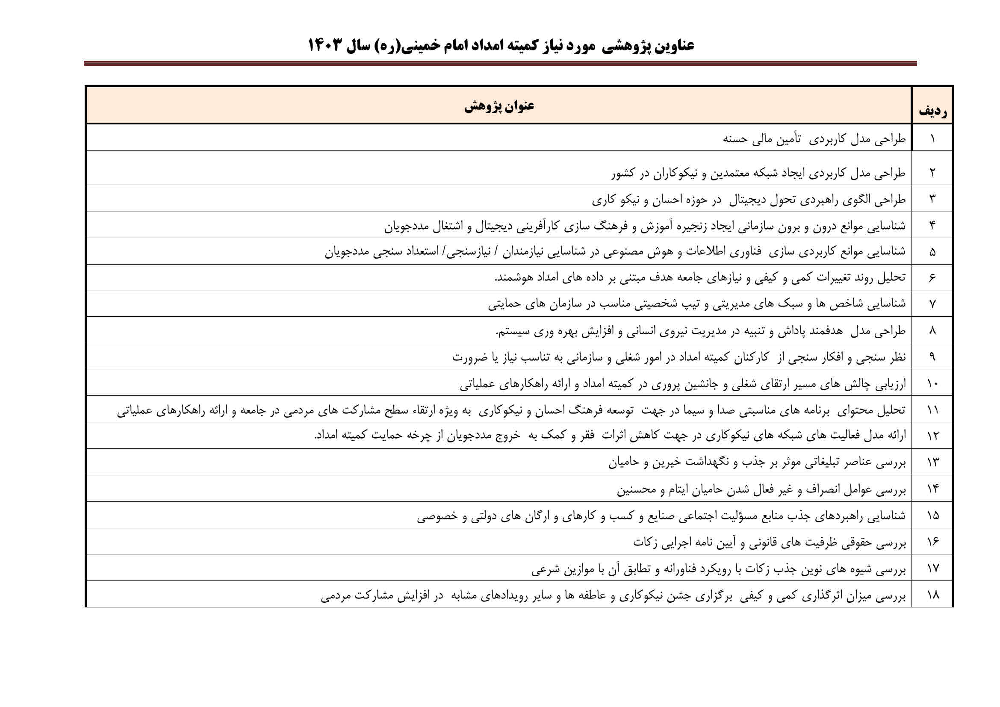 عناوین پژوهشی مورد نیاز کمیته امداد امام خمینی(ره) سال ۱۴۰۳
ردیف عنوان پژوهش
۱ طراحی مدل کاربردی تأمین مالی حسنه
۲ طراحی مدل کاربردی ایجاد شبکه معتمدین و نیکوکاران در کشور
۳ طراحی الگوی راهبردی تحول دیجیتال در حوزه احسان و نیکو کاری
۴ شناسایی موانع درون و برون سازمانی ایجاد زنجیره آموزش و فرهنگ سازی کارآفرینی دیجیتال و اشتغال مددجویان
۵ شناسایی موانع کاربردی سازی فناوری اطلاعات و هوش مصنوعی در شناسایی نیازمندان / نیازسنجی/ استعداد سنجی مددجویان
۶ تحلیل روند تغییرات کمی و کیفی و نیازهای جامعه هدف مبتنی بر داده های امداد هوشمند.
۷ شناسایی شاخص ها و سبک های مدیریتی و تیپ شخصیتی مناسب در سازمان های حمایتی
۸ طراحی مدل هدفمند پاداش و تنبیه در مدیریت نیروی انسانی و افزایش بهره وری سیستم.
۹ نظر سنجی و افکار سنجی از کارکنان کمیته امداد در امور شغلی و سازمانی به تناسب نیاز یا ضرورت
۱۰ ارزیابی چالش های مسیر ارتقای شغلی و جانشین پروری در کمیته امداد و ارائه راهکارهای عملیاتی
۱۱ تحلیل محتوای برنامه های مناسبتی صدا و سیما در جهت توسعه فرهنگ احسان و نیکوکاری به ویژه ارتقاء سطح مشارکت های مردمی در جامعه و ارائه راهکارهای عملیاتی
۱۲ ارائه مدل فعالیت های شبکه های نیکوکاری در جهت کاهش اثرات فقر و کمک به خروج مددجویان از چرخه حمایت کمیته امداد.
۱۳ بررسی عناصر تبلیغاتی موثر بر جذب و نگهداشت خیرین و حامیان
۱۴ بررسی عوامل انصراف و غیر فعال شدن حامیان ایتام و محسنین
۱۵ شناسایی راهبردهای جذب منابع مسؤلیت اجتماعی صنایع و کسب و کارهای و ارگان های دولتی و خصوصی
۱۶ بررسی حقوقی ظرفیت های قانونی و آیین نامه اجرایی زکات
۱۷ بررسی شیوه های نوین جذب زکات با رویکرد فناورانه و تطابق آن با موازین شرعی
۱۸ بررسی میزان اثرگذاری کمی و کیفی برگزاری جشن نیکوکاری و عاطفه ها و سایر رویدادهای مشابه در افزایش مشارکت مردمی